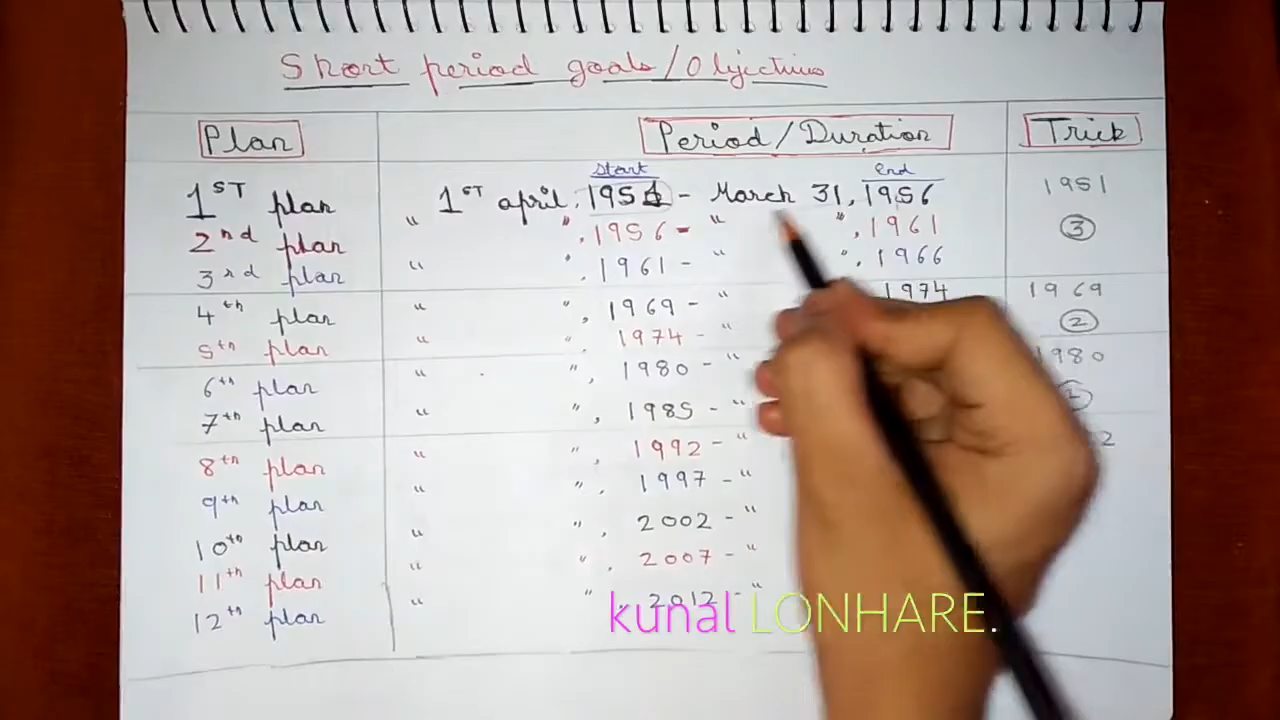 Short period goals/Objectives
Plan Period/Duration Trick
Start end
1ST plan " 1ST april, 1951 - March 31, 1956 1951
2nd plan " ", 1956 - " ", 1961 3
3rd plan " ", 1961 - " ", 1966
4th plan " ", 1969 - " 1974 1969
5th plan " ", 1974 - " 2
6th plan " ", 1980 - " 1980
7th plan " ", 1985 - "
8th plan " ", 1992 - "
9th plan " ", 1997 - "
10th plan " ", 2002 - "
11th plan " ", 2007 - "
12th plan " " 2012 - "
kunal LONHARE.